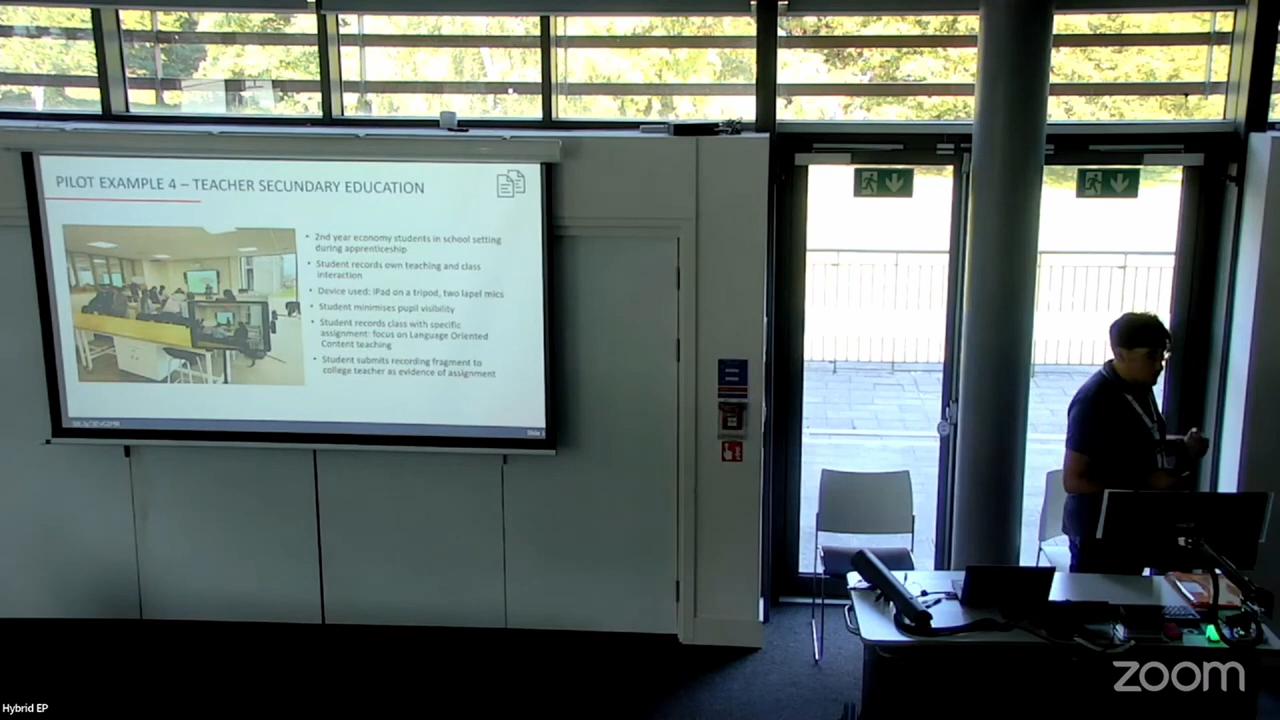 PILOT EXAMPLE 4 – TEACHER SECUNDARY EDUCATION
• 2nd year economy students in school setting
during apprenticeship
• Student records own teaching and class
interaction
• Device used: iPad on a tripod, two lapel mics
• Student minimises pupil visibility
• Student records class with specific
assignment: focus on Language Oriented
Content teaching
• Student submits recording fragment to
college teacher as evidence of assignment
Slide
zoom
Hybrid EP